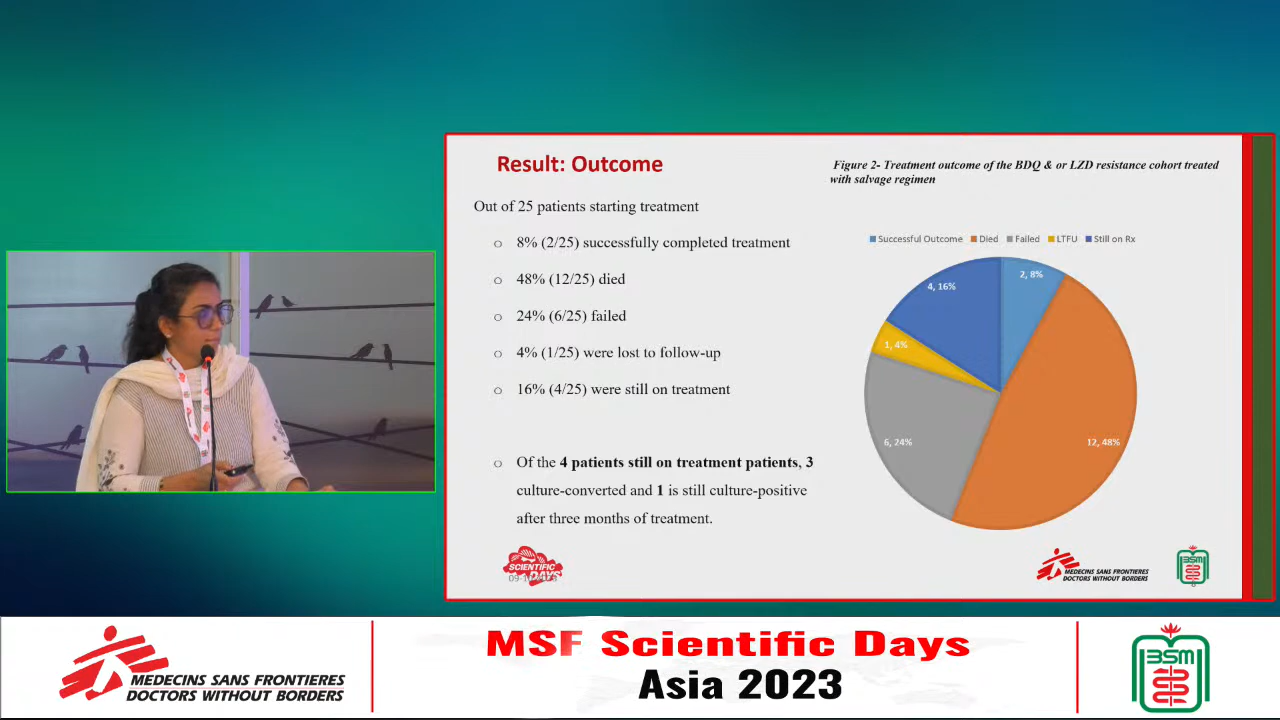 Result: Outcome
Out of 25 patients starting treatment
o 8% (2/25) successfully completed treatment
o 48% (12/25) died
o 24% (6/25) failed
o 4% (1/25) were lost to follow-up
o 16% (4/25) were still on treatment
o Of the 4 patients still on treatment patients, 3
culture-converted and 1 is still culture-positive
after three months of treatment.
Figure 2- Treatment outcome of the BDQ & or LZD resistance cohort treated
with salvage regimen
Successful Outcome Died Failed LTFU Still on Rx
2, 8%
4, 16%
1, 4%
6, 24%
12, 48%
SCIENTIFIC
DAYS
MEDECINS SANS FRONTIERES
DOCTORS WITHOUT BORDERS
MEDECINS SANS FRONTIERES
DOCTORS WITHOUT BORDERS
MSF Scientific Days
Asia 2023
BSM